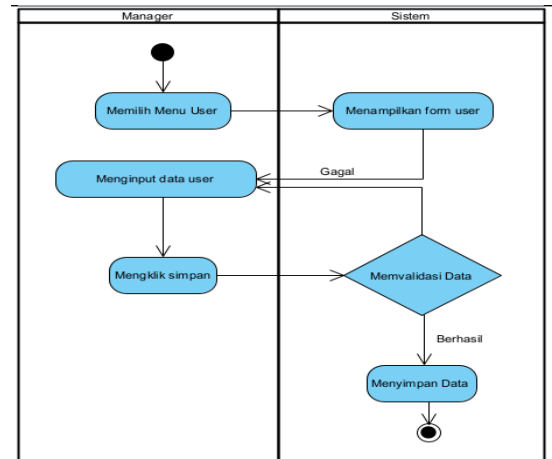 Manager
Sistem
Memilih Menu User
Menampilkan form user
Gagal
Menginput data user
Mengklik simpan
Memvalidasi Data
Berhasil
Menyimpan Data